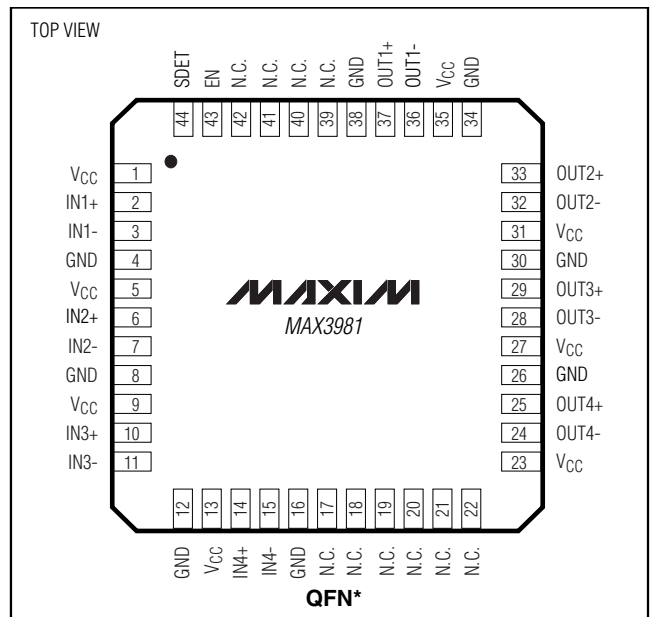 TOP VIEW
SDET EN N.C. N.C. N.C. N.C. GND OUT1+ OUT1- VCC GND
44 43 42 41 40 39 38 37 36 35 34
VCC 1
IN1+ 2
IN1- 3
GND 4
VCC 5
IN2+ 6
IN2- 7
GND 8
VCC 9
IN3+ 10
IN3- 11
MAXIM
MAX3981
33 OUT2+
32 OUT2-
31 VCC
30 GND
29 OUT3+
28 OUT3-
27 VCC
26 GND
25 OUT4+
24 OUT4-
23 VCC
12 13 14 15 16 17 18 19 20 21 22
GND VCC IN4+ IN4- GND N.C. N.C. N.C. N.C. N.C. N.C.
QFN*